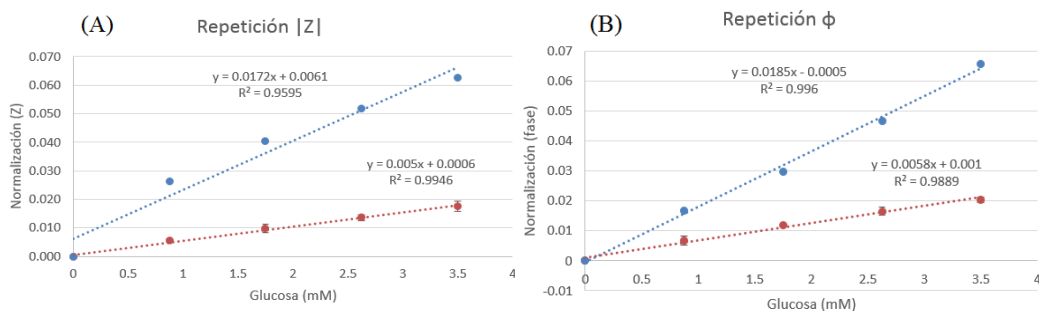 (A)
Repetición |Z|
0.070
0.060
0.050
0.040
0.030
0.020
0.010
0.000
Normalización (Z)
y = 0.0172x + 0.0061
R² = 0.9595
y = 0.005x + 0.0006
R² = 0.9946
0 0.5 1 1.5 2 2.5 3 3.5 4
Glucosa (mM)
(B)
Repetición ϕ
0.07
0.06
0.05
0.04
0.03
0.02
0.01
0
-0.01
Normalización (fase)
y = 0.0185x - 0.0005
R² = 0.996
y = 0.0058x + 0.001
R² = 0.9889
0 0.5 1 1.5 2 2.5 3 3.5 4
Glucosa (mM)